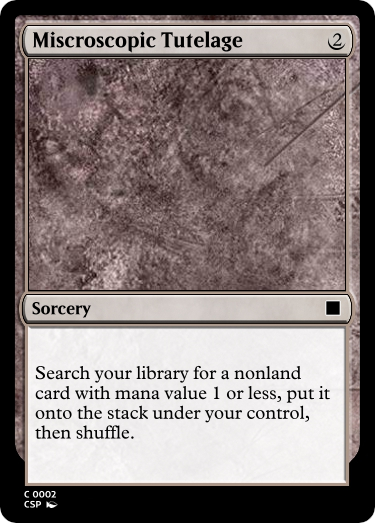 Miscroscopic Tutelage 2
Sorcery
Search your library for a nonland
card with mana value 1 or less, put it
onto the stack under your control,
then shuffle.
C 0002
CSP